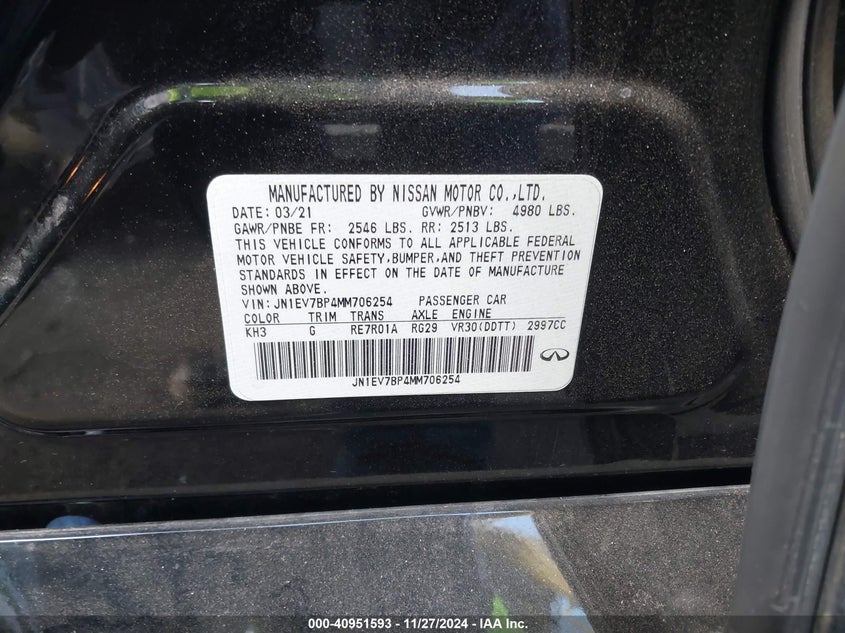 MANUFACTURED BY NISSAN MOTOR CO.,LTD.
DATE: 03/21 GVWR/PNBV: 4980 LBS.
GAWR/PNBE FR: 2546 LBS. RR: 2513 LBS.
THIS VEHICLE CONFORMS TO ALL APPLICABLE FEDERAL
MOTOR VEHICLE SAFETY,BUMPER,AND THEFT PREVENTION
STANDARDS IN EFFECT ON THE DATE OF MANUFACTURE
SHOWN ABOVE.
VIN: JN1EV7BP4MM706254 PASSENGER CAR
COLOR TRIM TRANS AXLE ENGINE
KH3 G RE7R01A RG29 VR30(DDTT) 2997CC
JN1EV7BP4MM706254
000-40951593 - 11/27/2024 - IAA Inc.